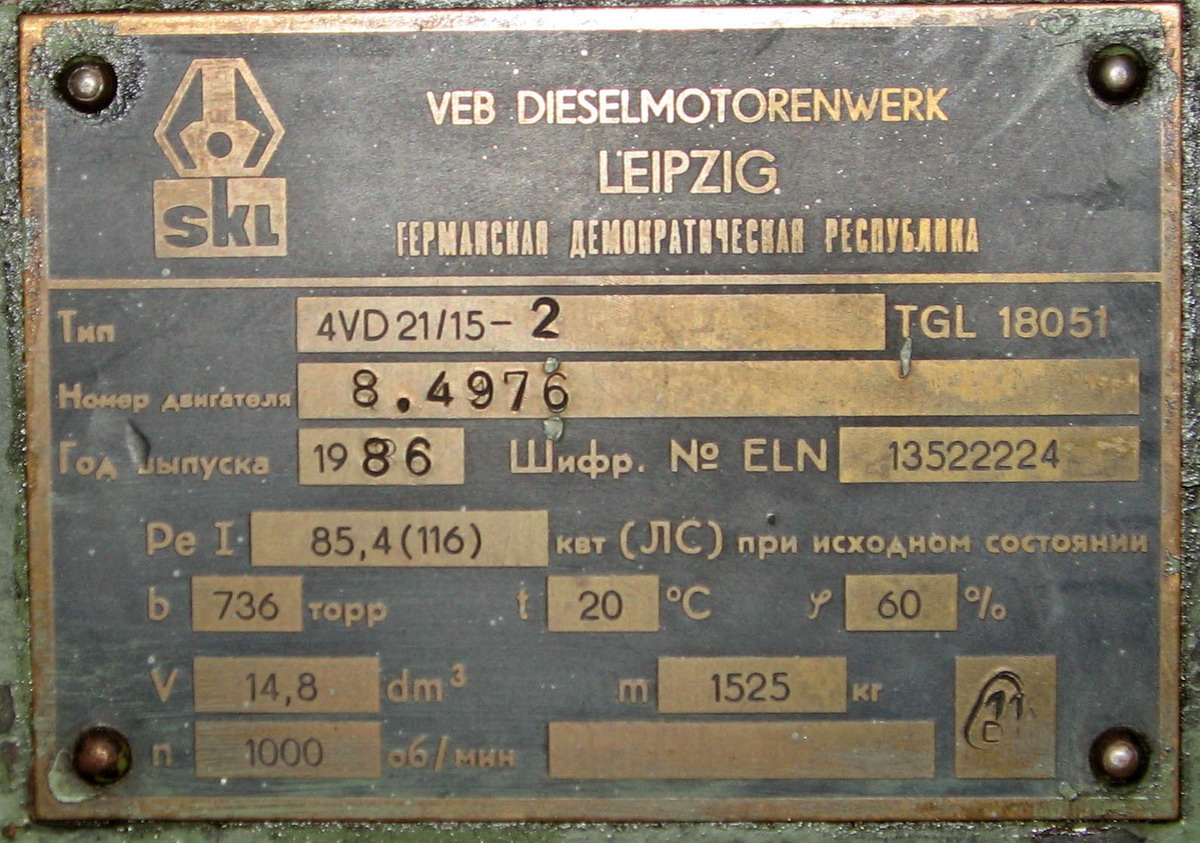 SKL
VEB DIESELMOTORENWERK
LEIPZIG
ГЕРМАНСКАЯ ДЕМОКРАТИЧЕСКАЯ РЕСПУБЛИКА
Тип 4VD 21/15-2 TGL 18051
Номер двигателя 8.4976
Год выпуска 1986 Шифр. № ELN 13522224
Pe I 85,4 (116) квт (ЛС) при исходном состоянии
b 736 торр t 20 °C φ 60 %
V 14,8 dm³ m 1525 кг
n 1000 об/мин